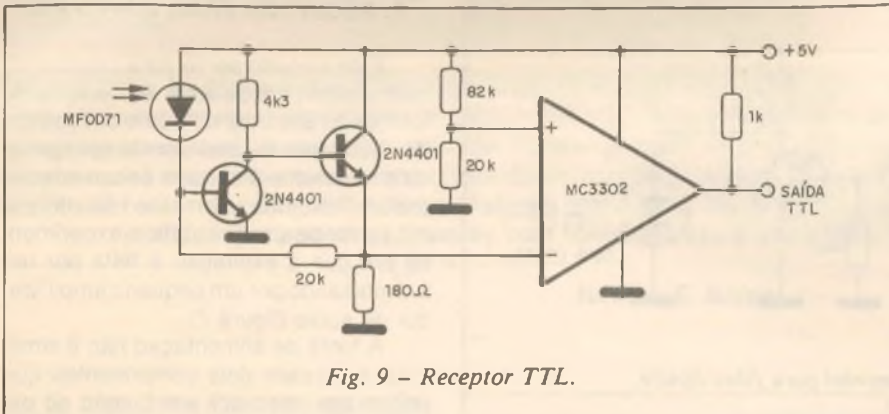 +5V
MFOD71
4k3
82k
1k
2N4401
2N4401
20k
+
MC3302
SAÍDA
TTL
20k
180Ω
Fig. 9 – Receptor TTL.